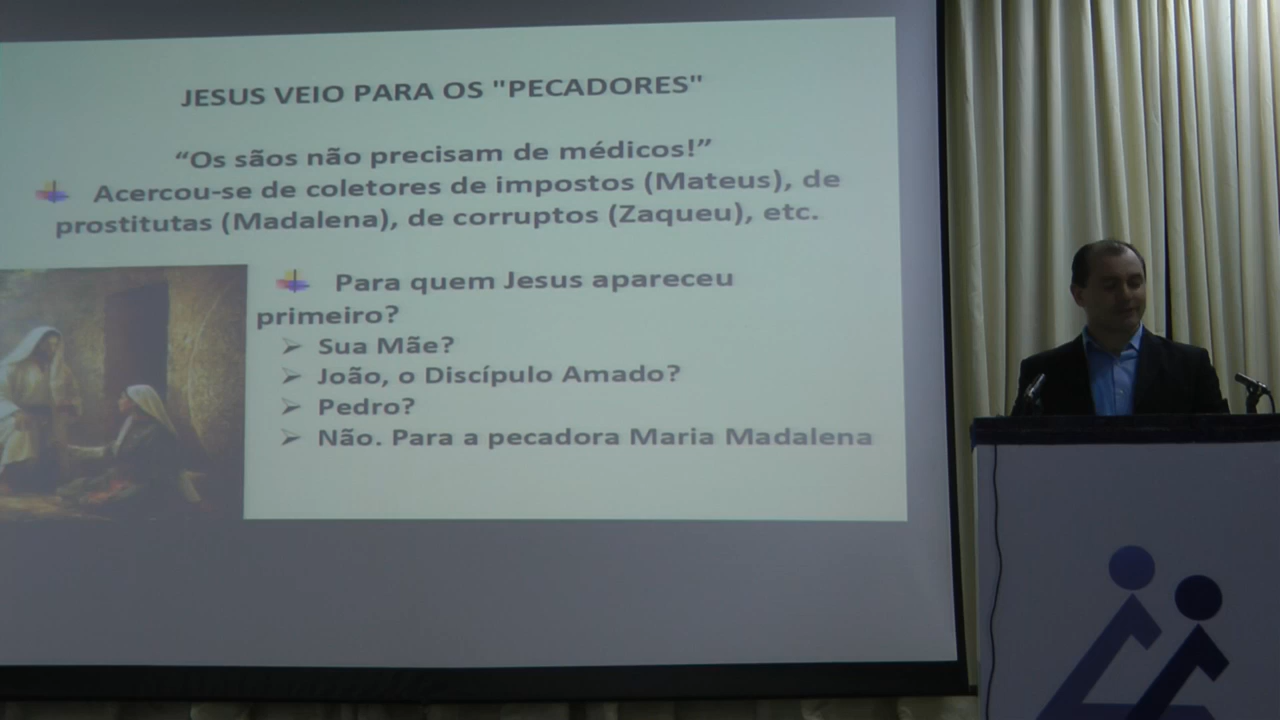 JESUS VEIO PARA OS "PECADORES"
“Os sãos não precisam de médicos!”
Acercou-se de coletores de impostos (Mateus), de
prostitutas (Madalena), de corruptos (Zaqueu), etc.
Para quem Jesus apareceu
primeiro?
Sua Mãe?
João, o Discípulo Amado?
Pedro?
Não. Para a pecadora Maria Madalena